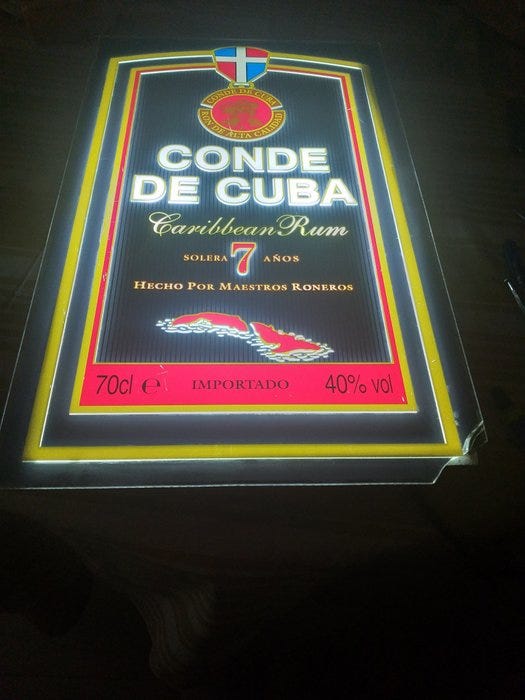 CONDE DE CUBA
RON DE ALTA CALIDAD
CONDE
DE CUBA
Caribbean Rum
SOLERA 7 AÑOS
HECHO POR MAESTROS RONEROS
70cl e IMPORTADO 40% vol